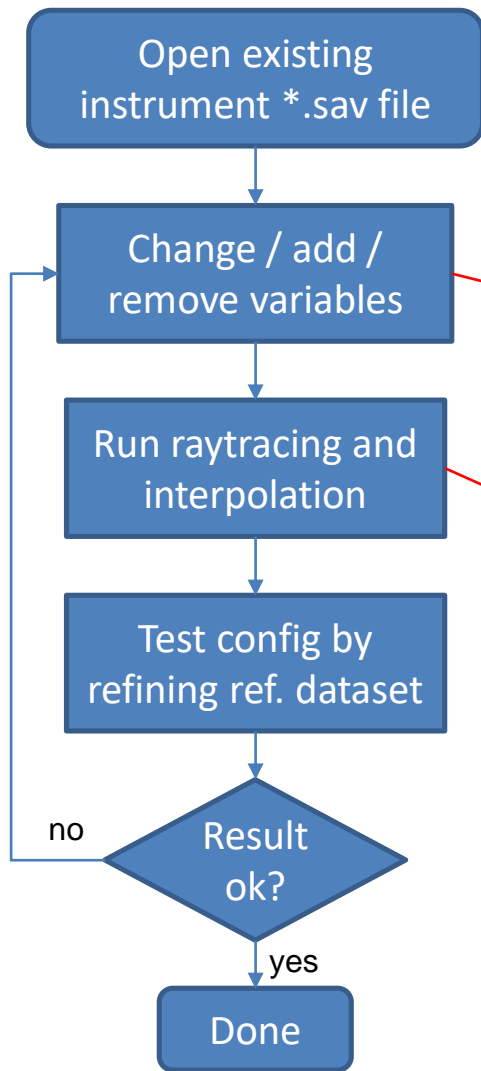 Open existing
instrument *.sav file
Change / add /
remove variables
Run raytracing and
interpolation
Test config by
refining ref. dataset
no
Result
ok?
yes
Done